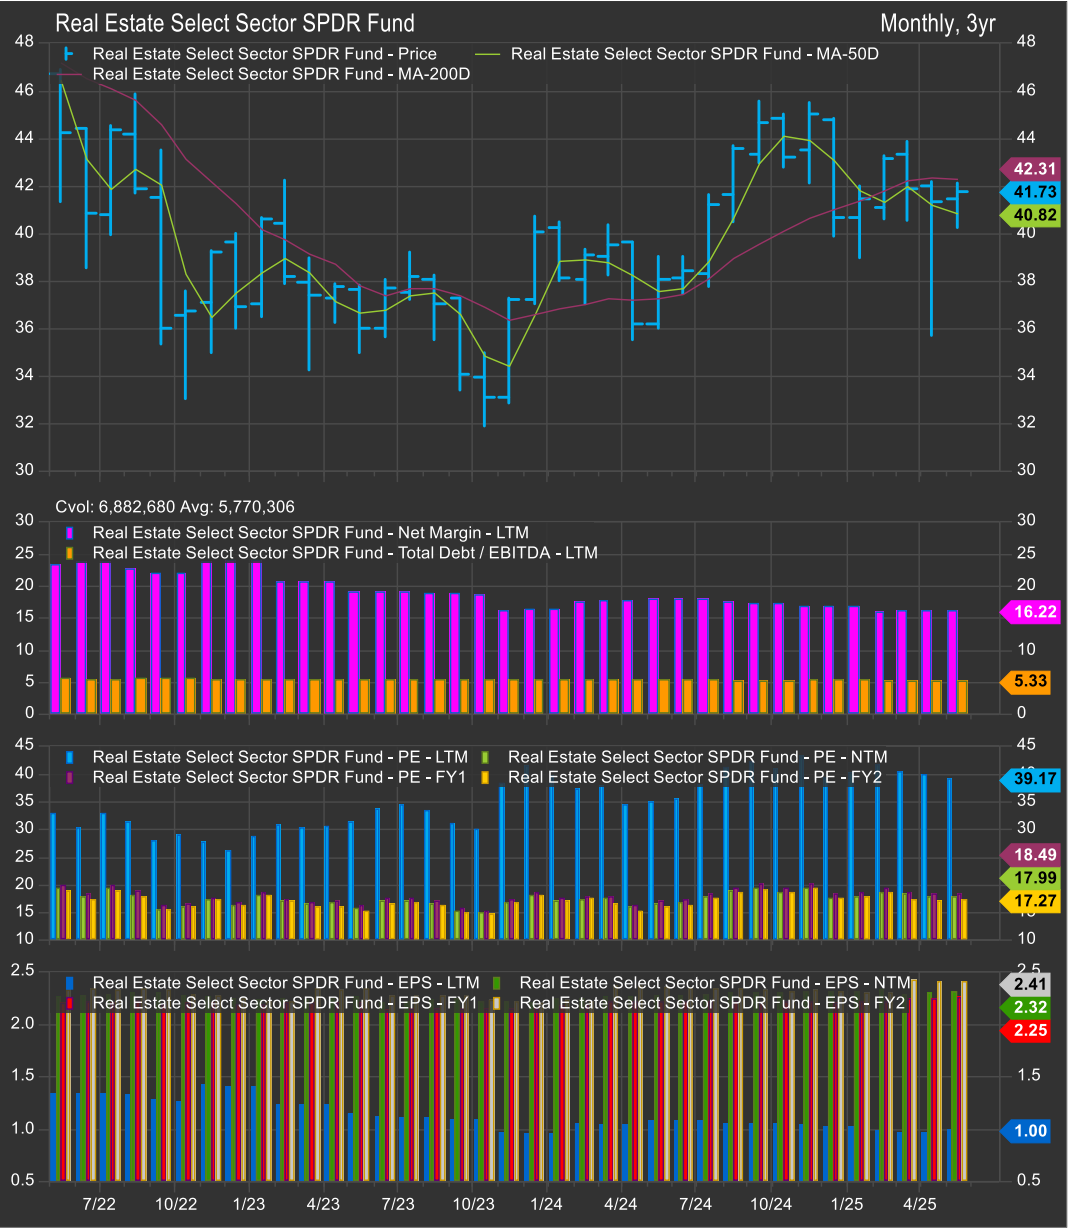 Real Estate Select Sector SPDR Fund Monthly, 3yr
48 Real Estate Select Sector SPDR Fund - Price Real Estate Select Sector SPDR Fund - MA-50D 48
Real Estate Select Sector SPDR Fund - MA-200D
46 46
44 44
42.31
42 42
41.73
40.82
40 40
38 38
36 36
34 34
32 32
30 30
Cvol: 6,882,680 Avg: 5,770,306
30 30
Real Estate Select Sector SPDR Fund - Net Margin - LTM
25 Real Estate Select Sector SPDR Fund - Total Debt / EBITDA - LTM 25
20 20
15 16.22
10 10
5 5.33
0 0
45 45
Real Estate Select Sector SPDR Fund - PE - LTM Real Estate Select Sector SPDR Fund - PE - NTM
40 Real Estate Select Sector SPDR Fund - PE - FY1 Real Estate Select Sector SPDR Fund - PE - FY2 39.17
35 35
30 30
25 18.49
20 17.99
15 17.27 15
10 10
2.5 2.5
Real Estate Select Sector SPDR Fund - EPS - LTM Real Estate Select Sector SPDR Fund - EPS - NTM 2.41
Real Estate Select Sector SPDR Fund - EPS - FY1 Real Estate Select Sector SPDR Fund - EPS - FY2 2.32
2.0 2.25
1.5 1.5
1.0 1.00
0.5 0.5
7/22 10/22 1/23 4/23 7/23 10/23 1/24 4/24 7/24 10/24 1/25 4/25